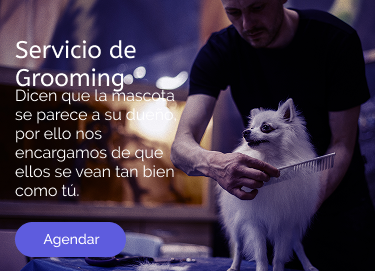 Servicio de
Grooming
Dicen que la mascota
se parece a su dueño,
por ello nos
encargamos de que
ellos se vean tan bien
como tú.
Agendar